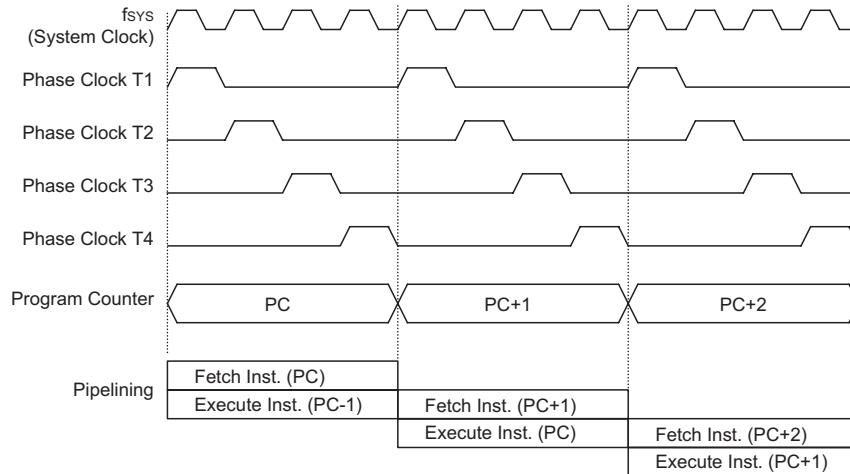 fSYS
(System Clock)
Phase Clock T1
Phase Clock T2
Phase Clock T3
Phase Clock T4
Program Counter PC PC+1 PC+2
Fetch Inst. (PC)
Pipelining
Execute Inst. (PC-1) Fetch Inst. (PC+1)
Execute Inst. (PC) Fetch Inst. (PC+2)
Execute Inst. (PC+1)